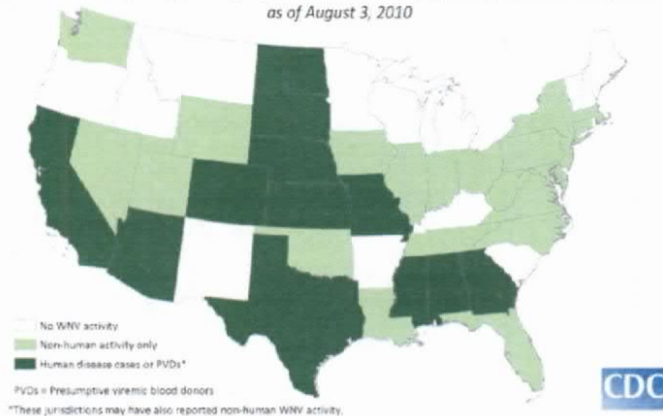 as of August 3, 2010
No WNV activity
Non-human activity only
Human disease cases or PVDs*
PVDs = Presumptive viremic blood donors
CDC
*These jurisdictions may have also reported non-human WNV activity.